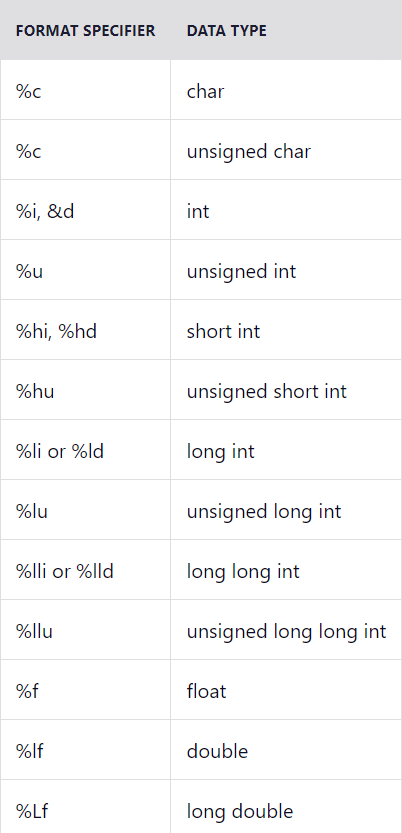 FORMAT SPECIFIER DATA TYPE
%c char
%c unsigned char
%i, &d int
%u unsigned int
%hi, %hd short int
%hu unsigned short int
%li or %ld long int
%lu unsigned long int
%lli or %lld long long int
%llu unsigned long long int
%f float
%lf double
%Lf long double